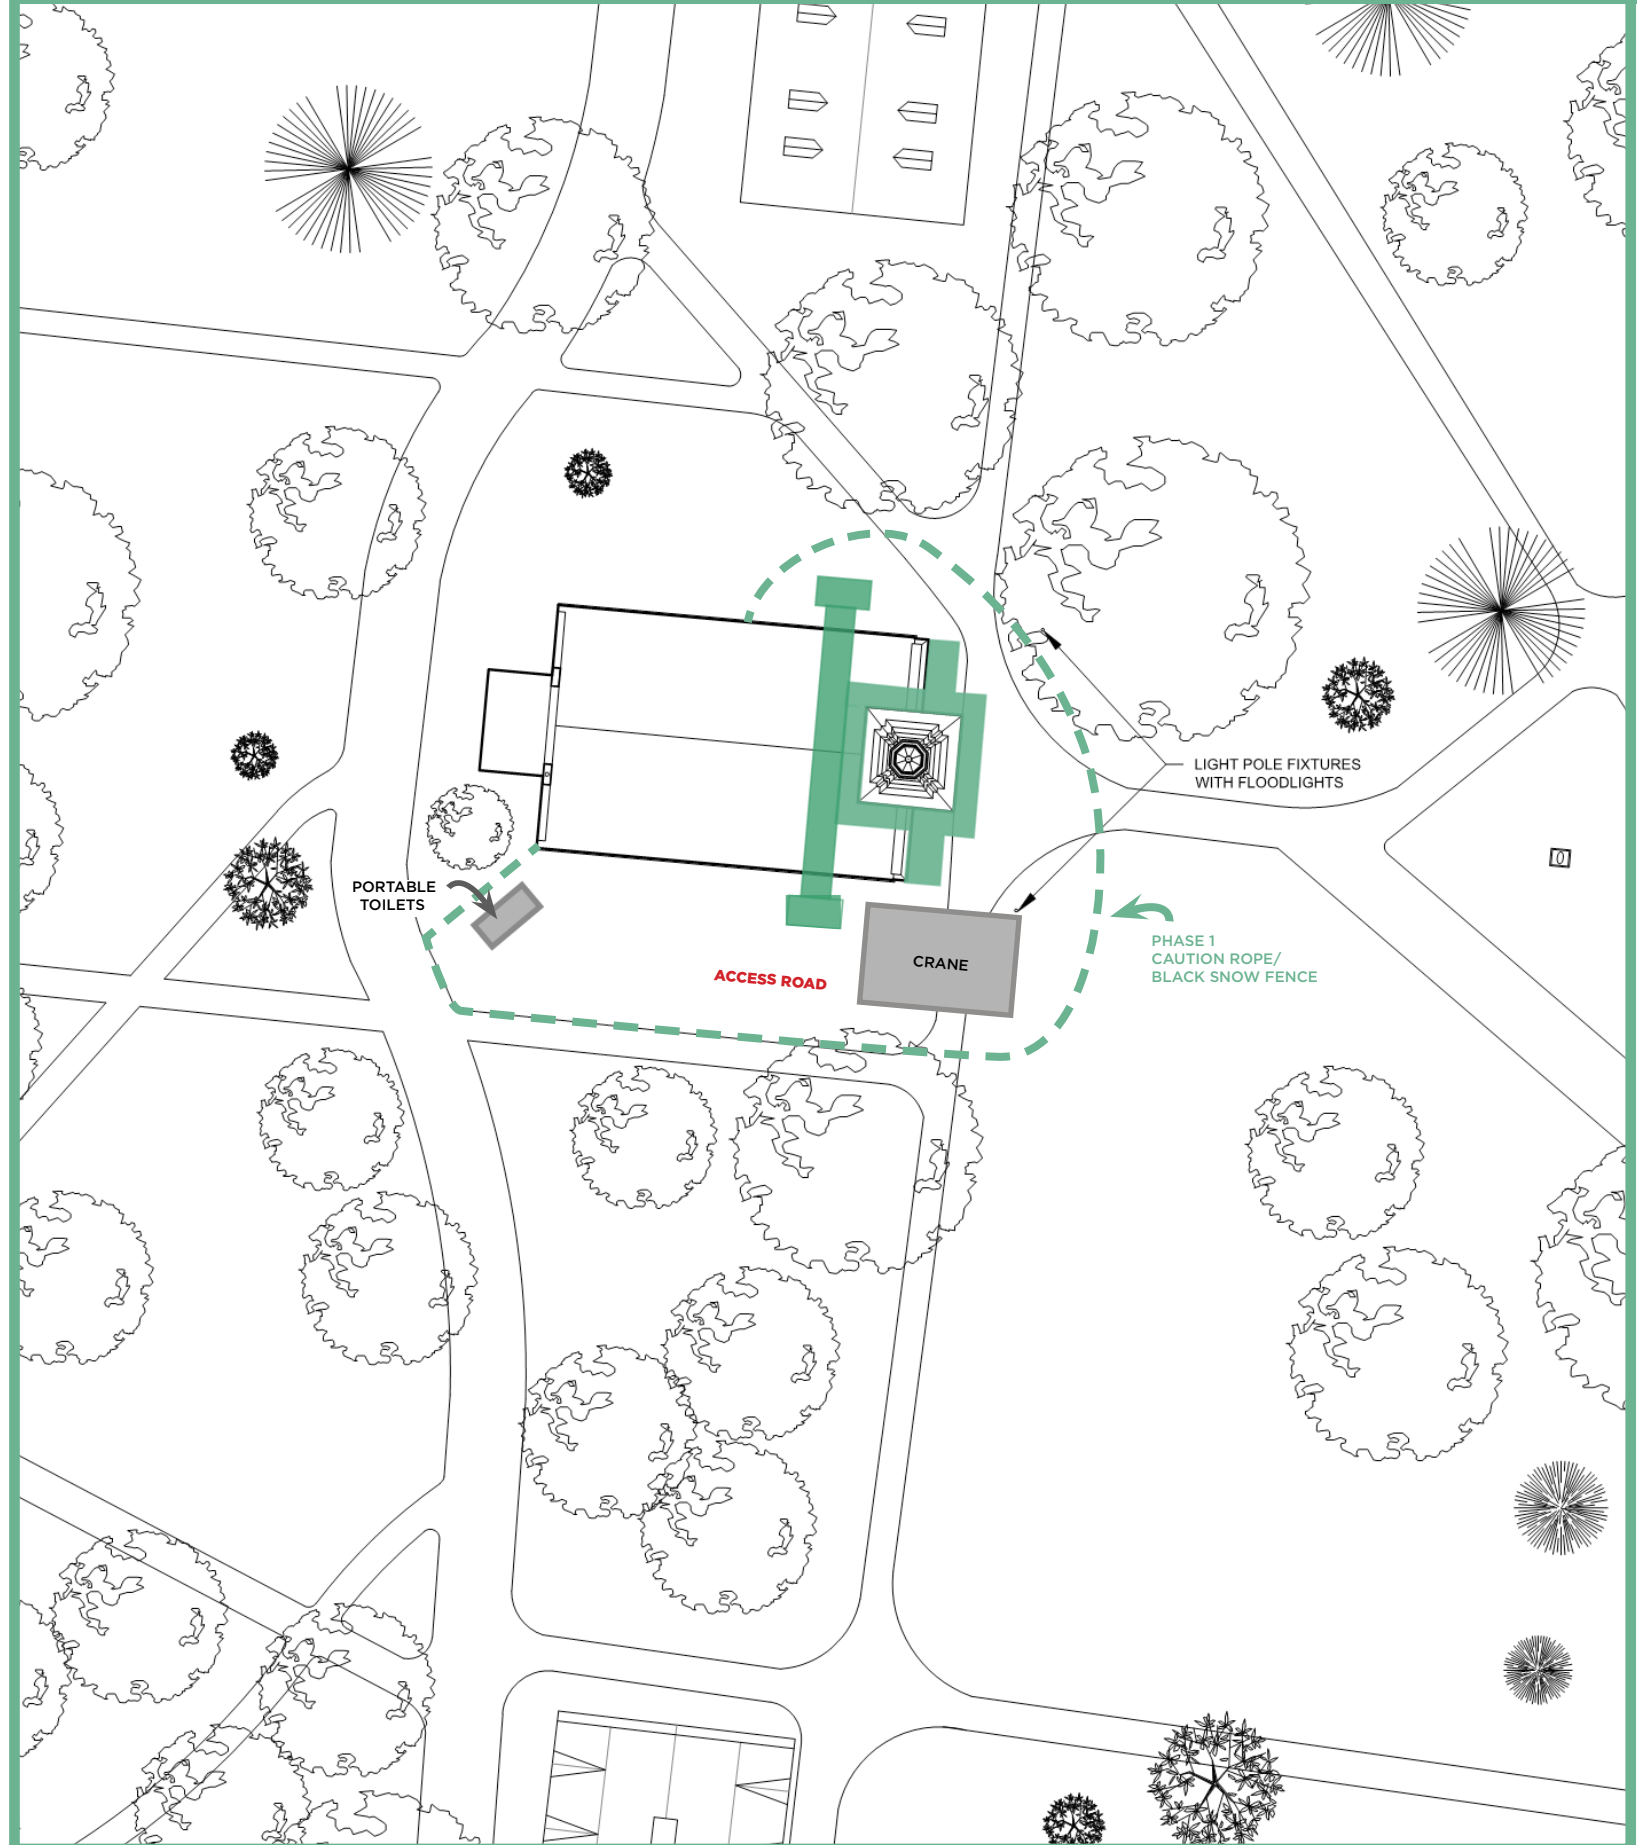 LIGHT POLE FIXTURES
WITH FLOODLIGHTS
PORTABLE
TOILETS
CRANE
ACCESS ROAD
PHASE 1
CAUTION ROPE/
BLACK SNOW FENCE